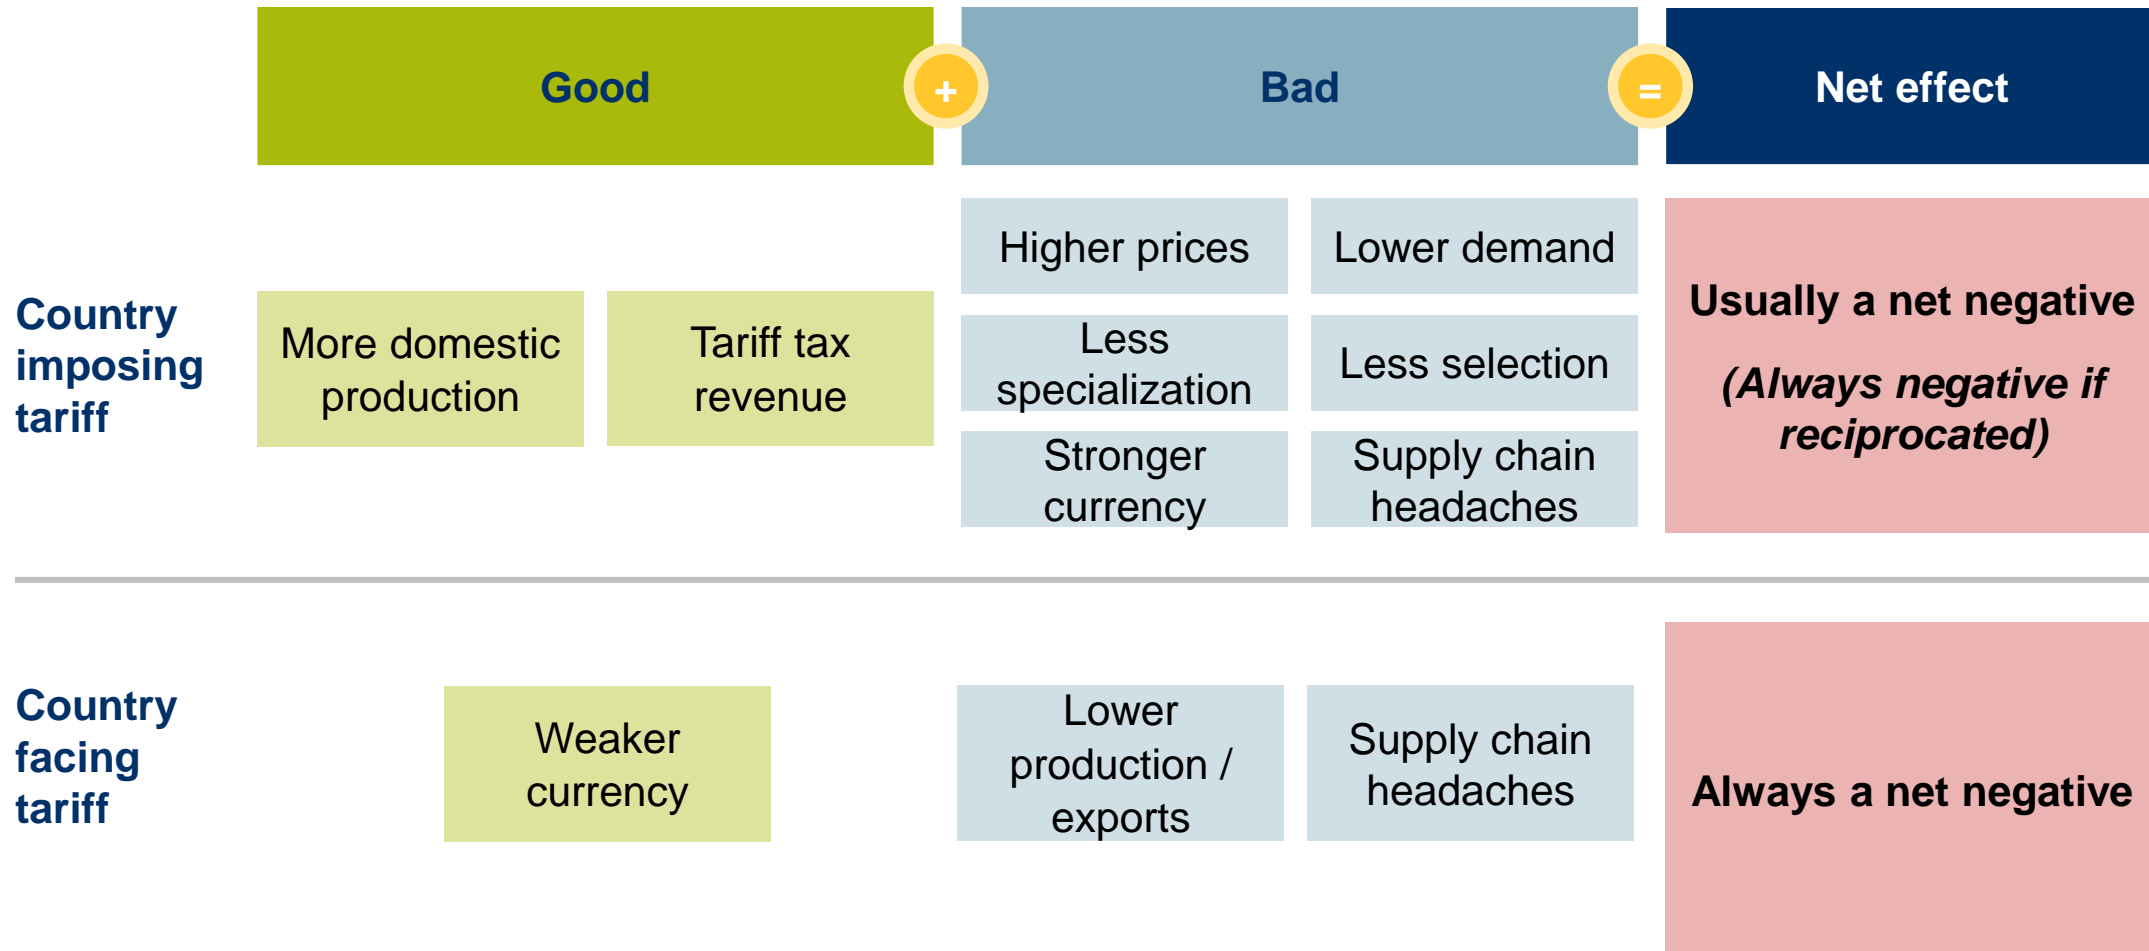 Good
+
Bad
=
Net effect
Country
imposing
tariff
More domestic
production
Tariff tax
revenue
Higher prices
Lower demand
Less
specialization
Less selection
Stronger
currency
Supply chain
headaches
Usually a net negative
(Always negative if
reciprocated)
Country
facing
tariff
Weaker
currency
Lower
production /
exports
Supply chain
headaches
Always a net negative